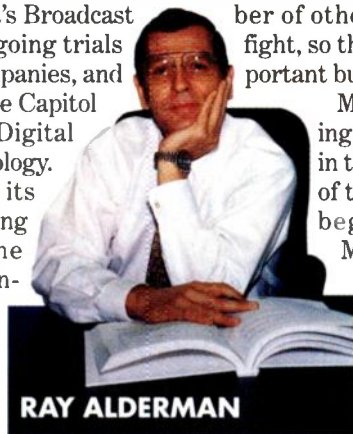 's Broadcast
going trials
panies, and
e Capitol
Digital
ology.
its
ng
ne
n-
ber of othe
fight, so th
portant bu
M
ing
in t
of t
beg
M
RAY ALDERMAN